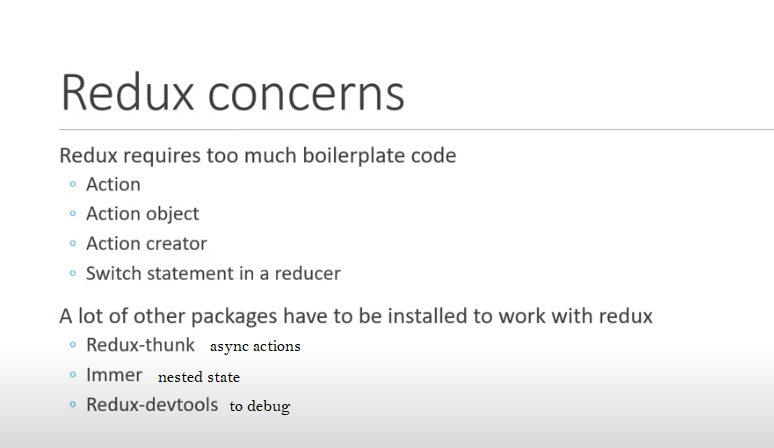 Redux concerns
Redux requires too much boilerplate code
Action
Action object
Action creator
Switch statement in a reducer
A lot of other packages have to be installed to work with redux
Redux-thunk async actions
Immer nested state
Redux-devtools to debug